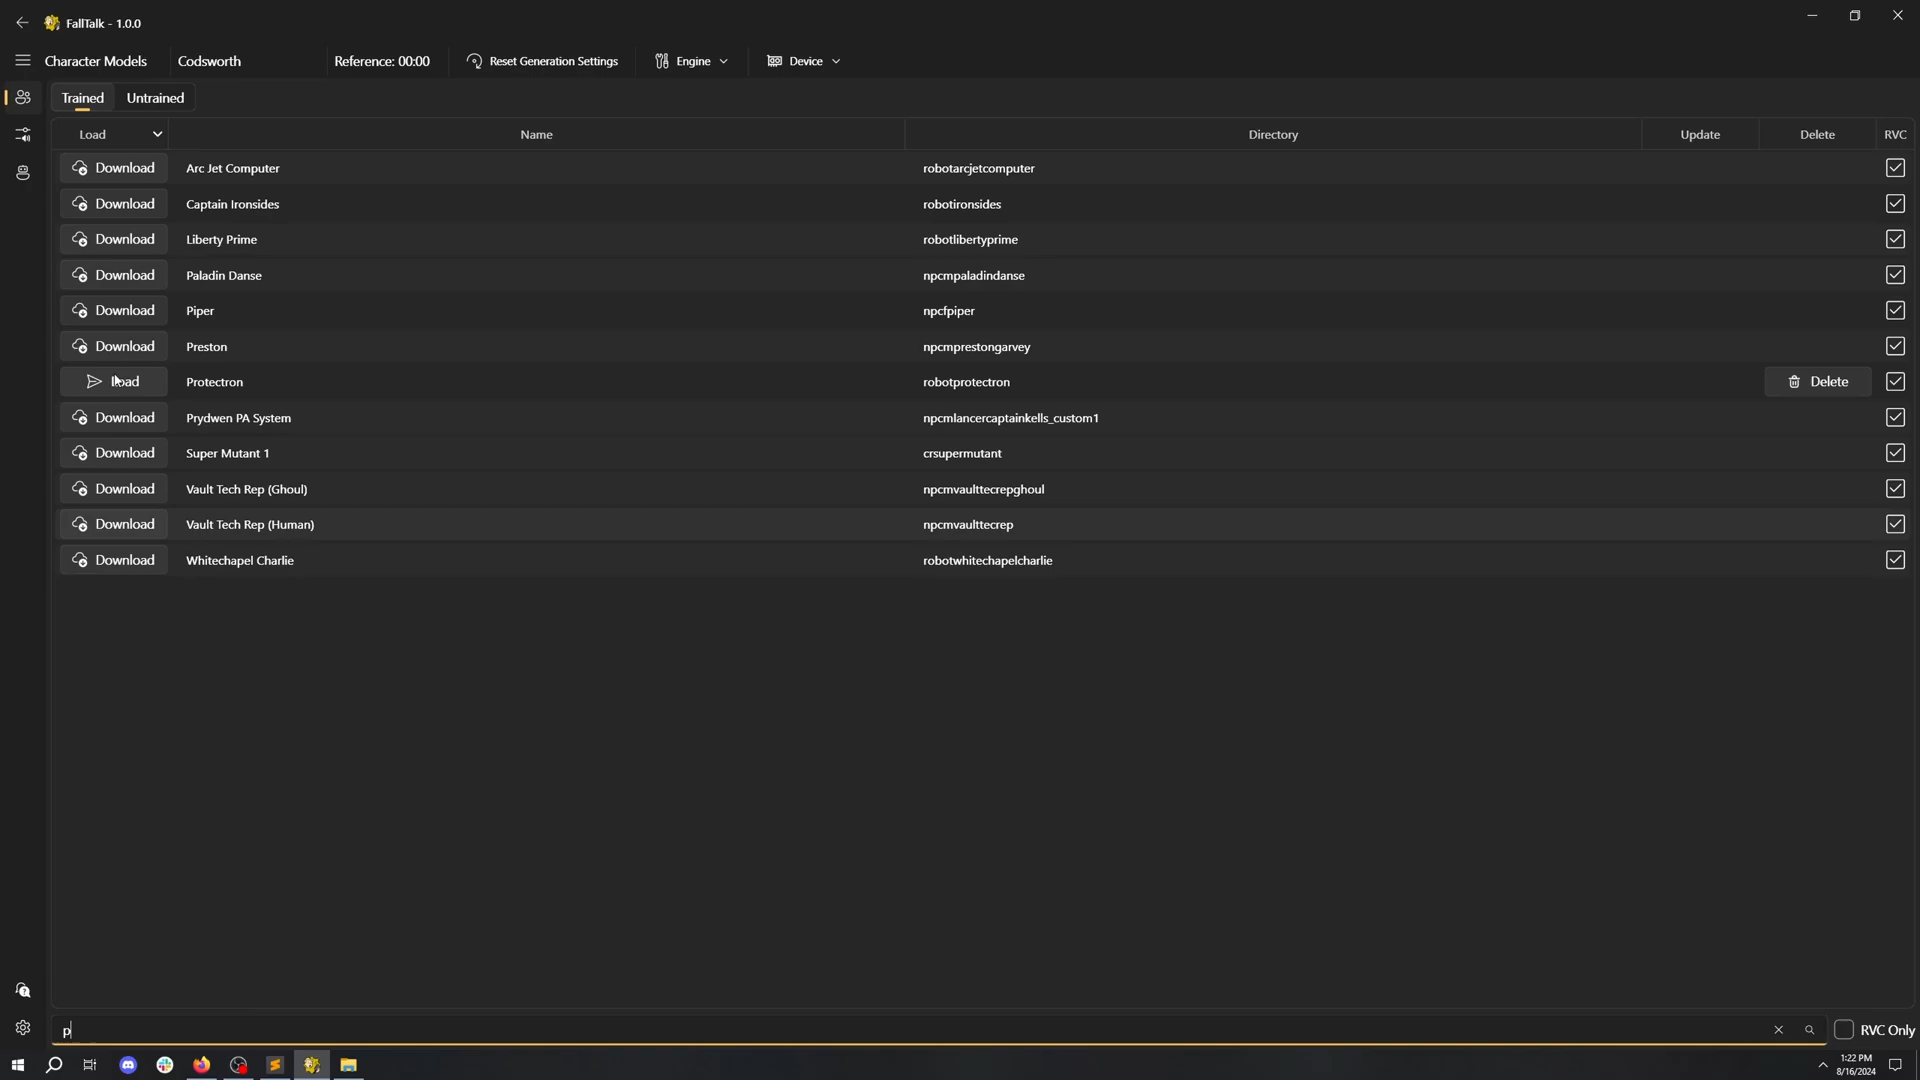 FallTalk - 1.0.0
Character Models Codsworth Reference: 00:00 Reset Generation Settings Engine Device
Trained Untrained
Load Name Directory Update Delete RVC
Download Arc Jet Computer robotarcjetcomputer
Download Captain Ironsides robotironsides
Download Liberty Prime robotlibertyprime
Download Paladin Danse npcmpaladindanse
Download Piper npcfpiper
Download Preston npcmprestongarvey
Load Protectron robotprotectron Delete
Download Prydwen PA System npcmlancercaptainkells_custom1
Download Super Mutant 1 crsupermutant
Download Vault Tech Rep (Ghoul) npcmvaulttecrepghoul
Download Vault Tech Rep (Human) npcmvaulttecrep
Download Whitechapel Charlie robotwhitechapelcharlie
p RVC Only
1:22 PM
8/16/2024